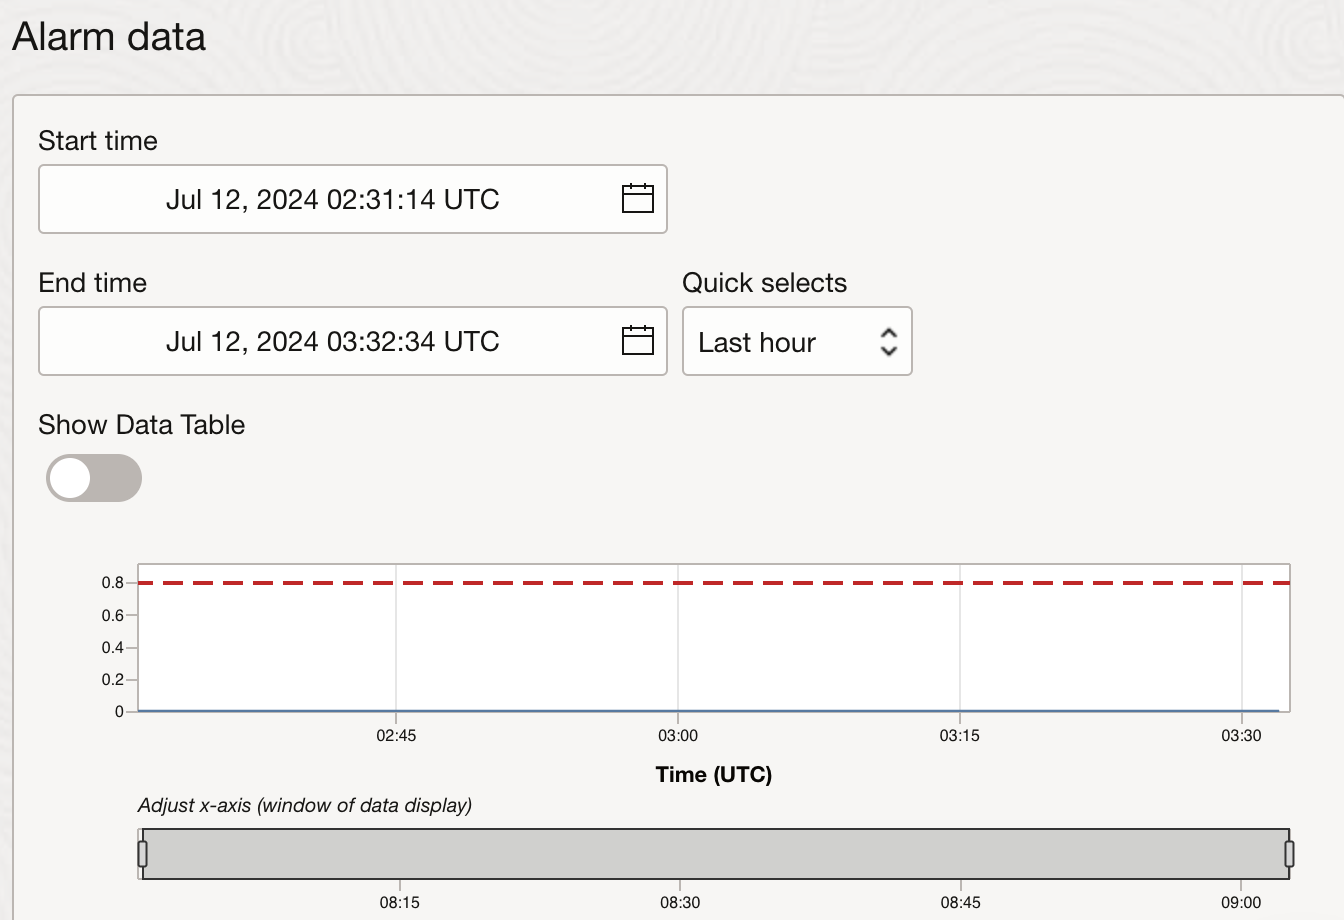 Alarm data
Start time
Jul 12, 2024 02:31:14 UTC
End time
Quick selects
Jul 12, 2024 03:32:34 UTC
Last hour
Show Data Table
0.8
0.6
0.4
0.2
0
02:45 03:00 03:15 03:30
Time (UTC)
Adjust x-axis (window of data display)
08:15 08:30 08:45 09:00